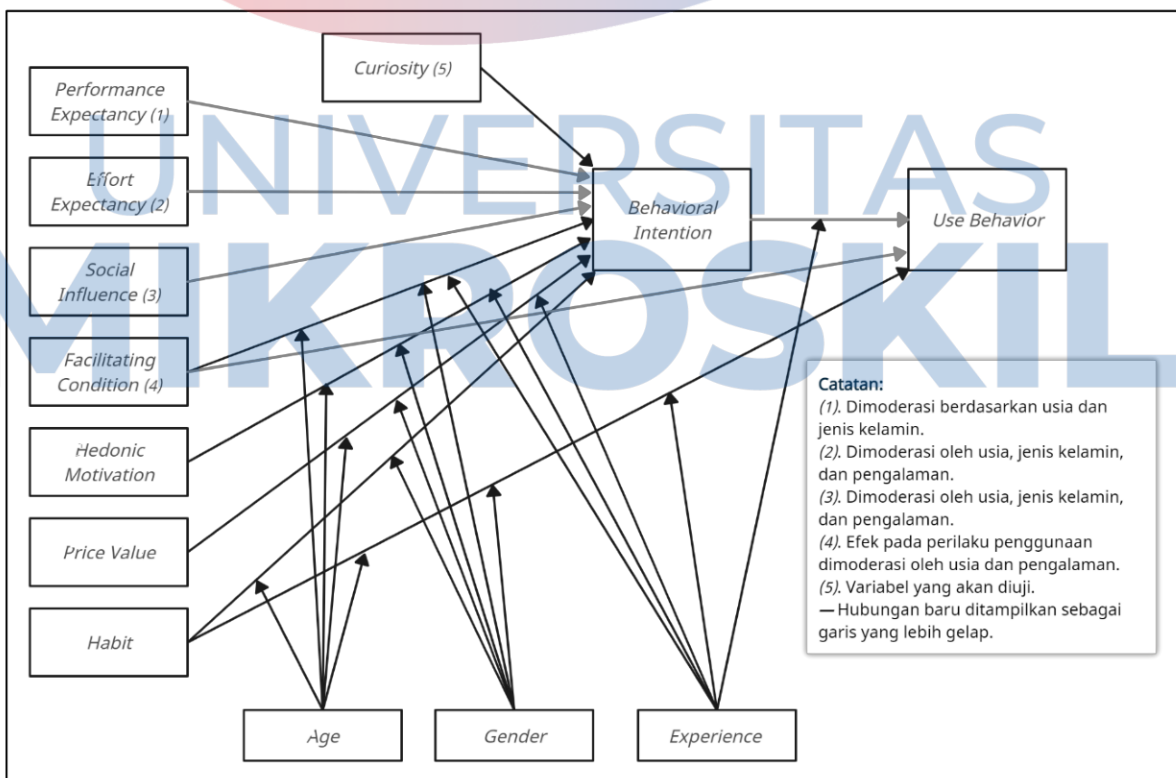 Curiosity (5)
Performance
Expectancy (1)
UNIVERSITAS
Effort
Expectancy (2)
Behavioral
Intention
Use Behavior
MIKROSKIL
Social
Influence (3)
Facilitating
Condition (4)
Hedonic
Motivation
Price Value
Habit
Catatan:
(1). Dimoderasi berdasarkan usia dan
jenis kelamin.
(2). Dimoderasi oleh usia, jenis kelamin,
dan pengalaman.
(3). Dimoderasi oleh usia, jenis kelamin,
dan pengalaman.
(4). Efek pada perilaku penggunaan
dimoderasi oleh usia dan pengalaman.
(5). Variabel yang akan diuji.
— Hubungan baru ditampilkan sebagai
garis yang lebih gelap.
Age
Gender
Experience